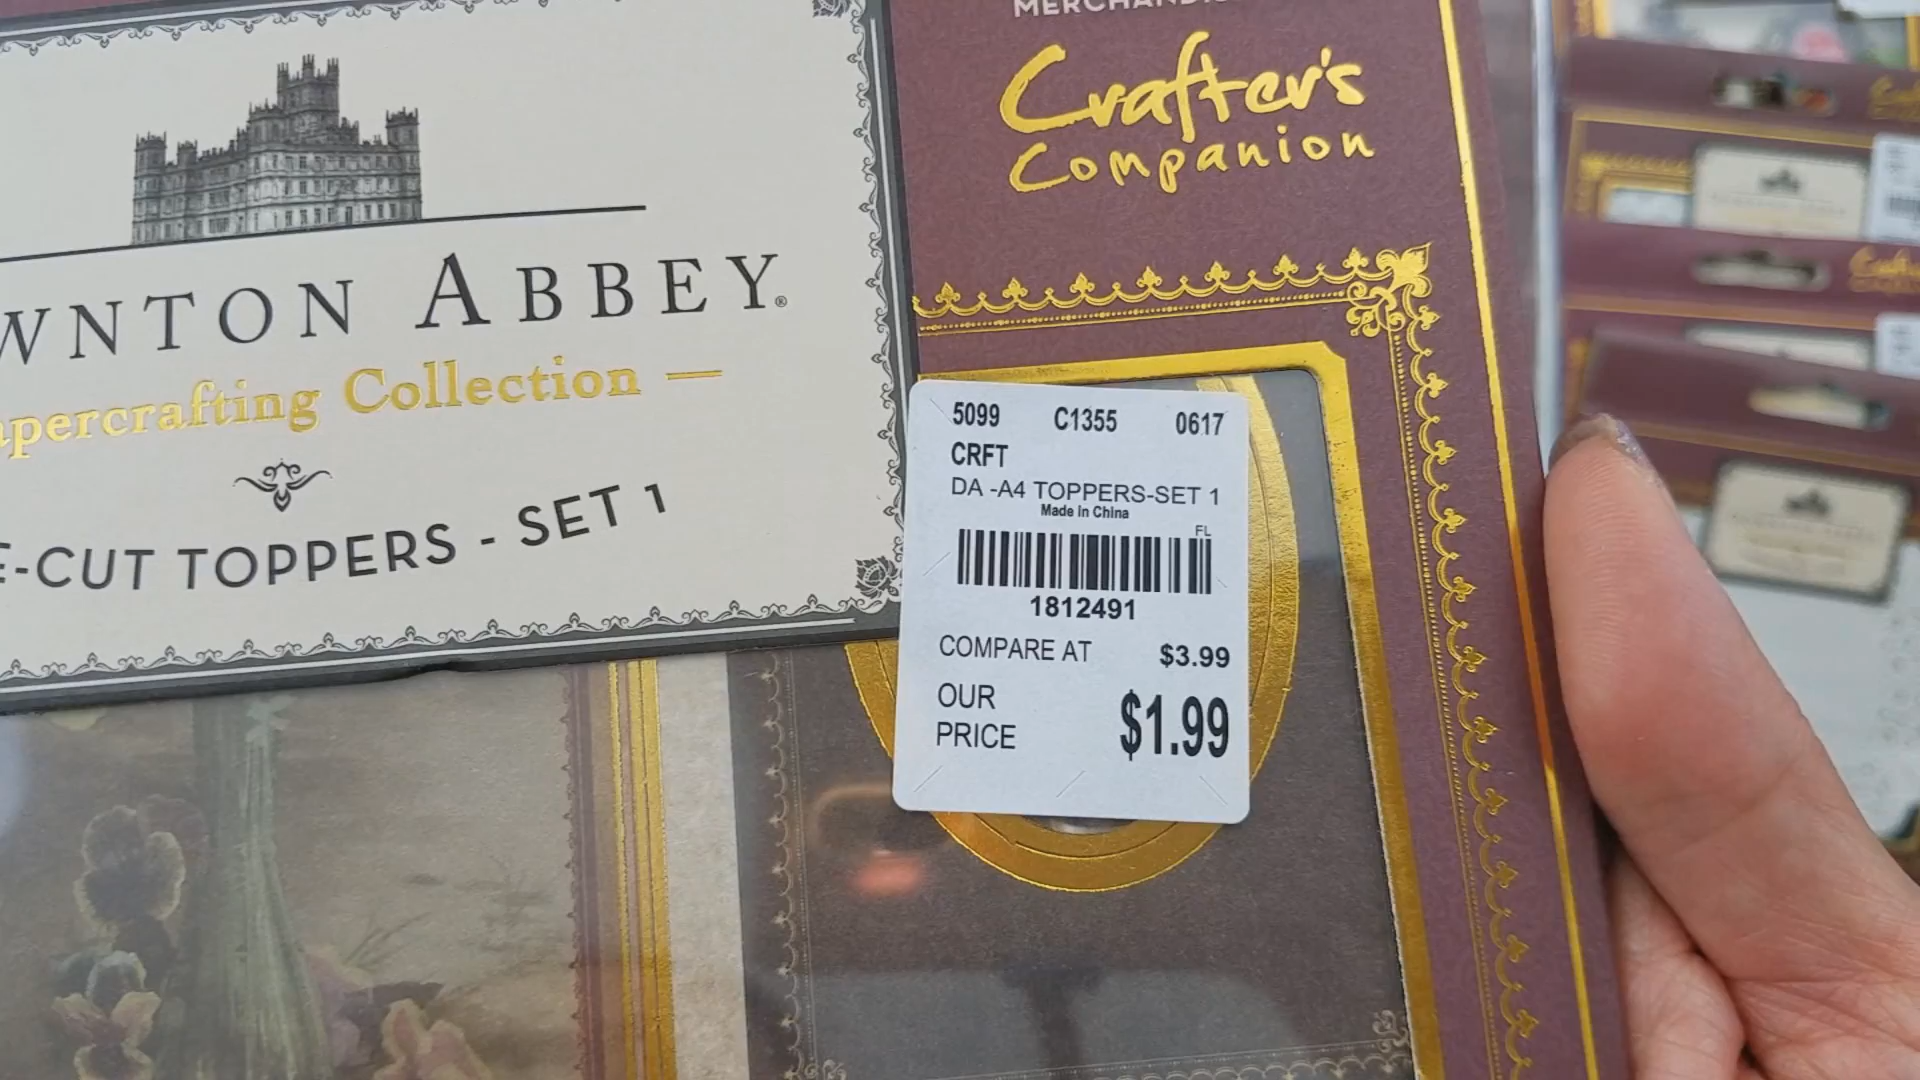 Crafter's
Companion
WNTON ABBEY®
apercrafting Collection —
E-CUT TOPPERS - SET 1
5099 C1355 0617
CRFT
DA -A4 TOPPERS-SET 1
Made in China
FL
1812491
COMPARE AT $3.99
OUR
PRICE $1.99